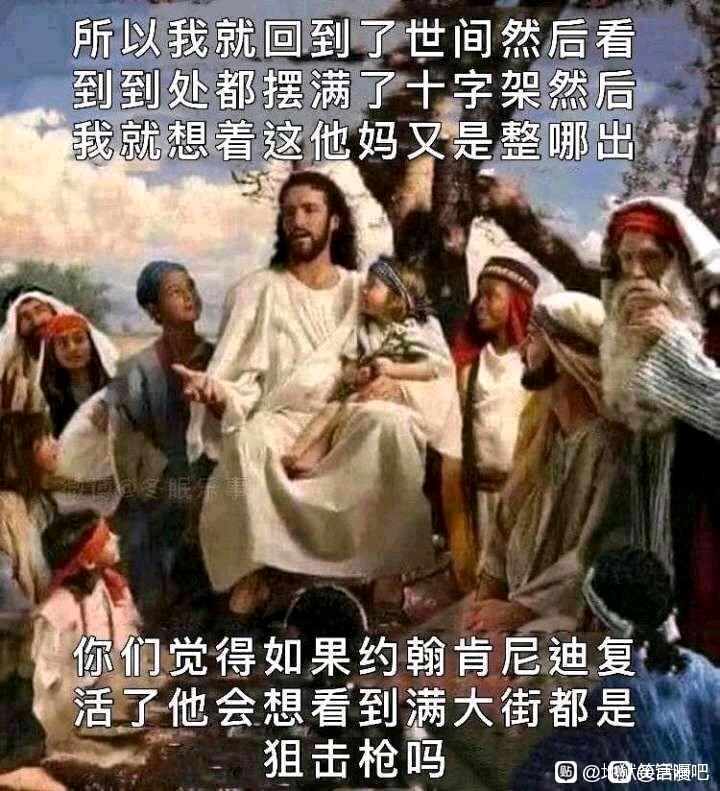 所以我就回到了世间然后看
到到处都摆满了十字架然后
我就想着这他妈又是整哪出
你们觉得如果约翰肯尼迪复
活了他会想看到满大街都是
狙击枪吗